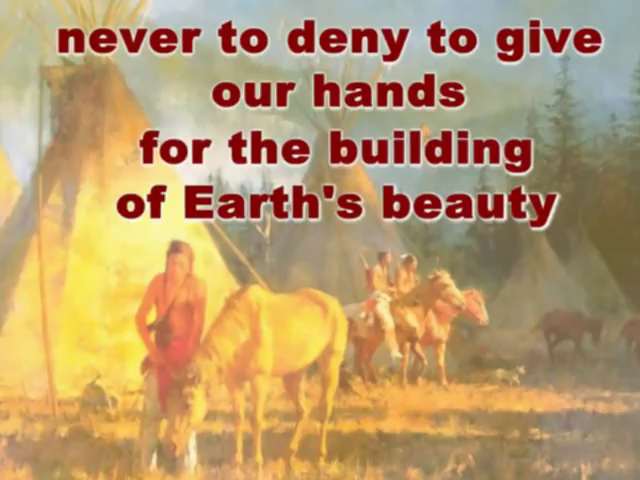 never to deny to give
our hands
for the building
of Earth's beauty